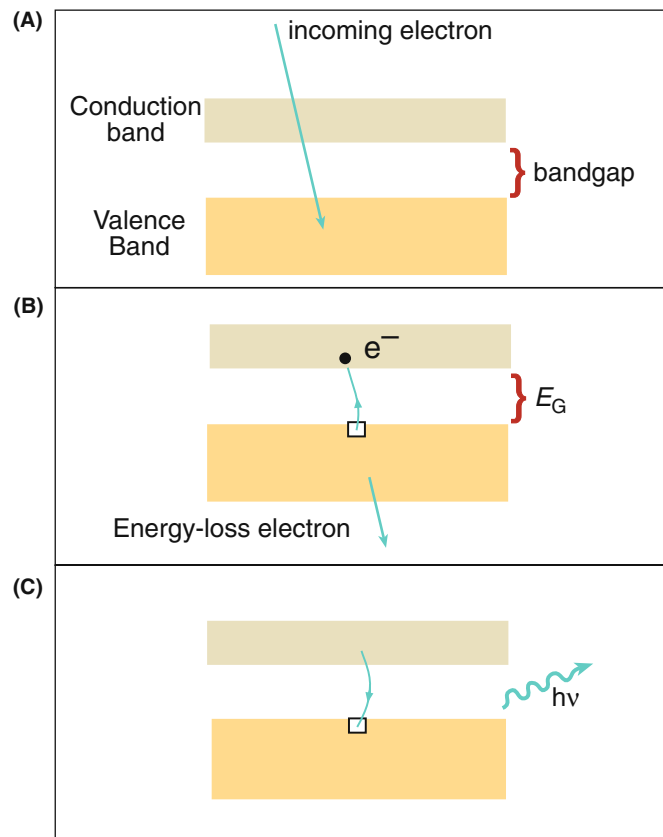 (A)
incoming electron
Conduction
band
bandgap
Valence
Band
(B)
e⁻
E_G
Energy-loss electron
(C)
hν